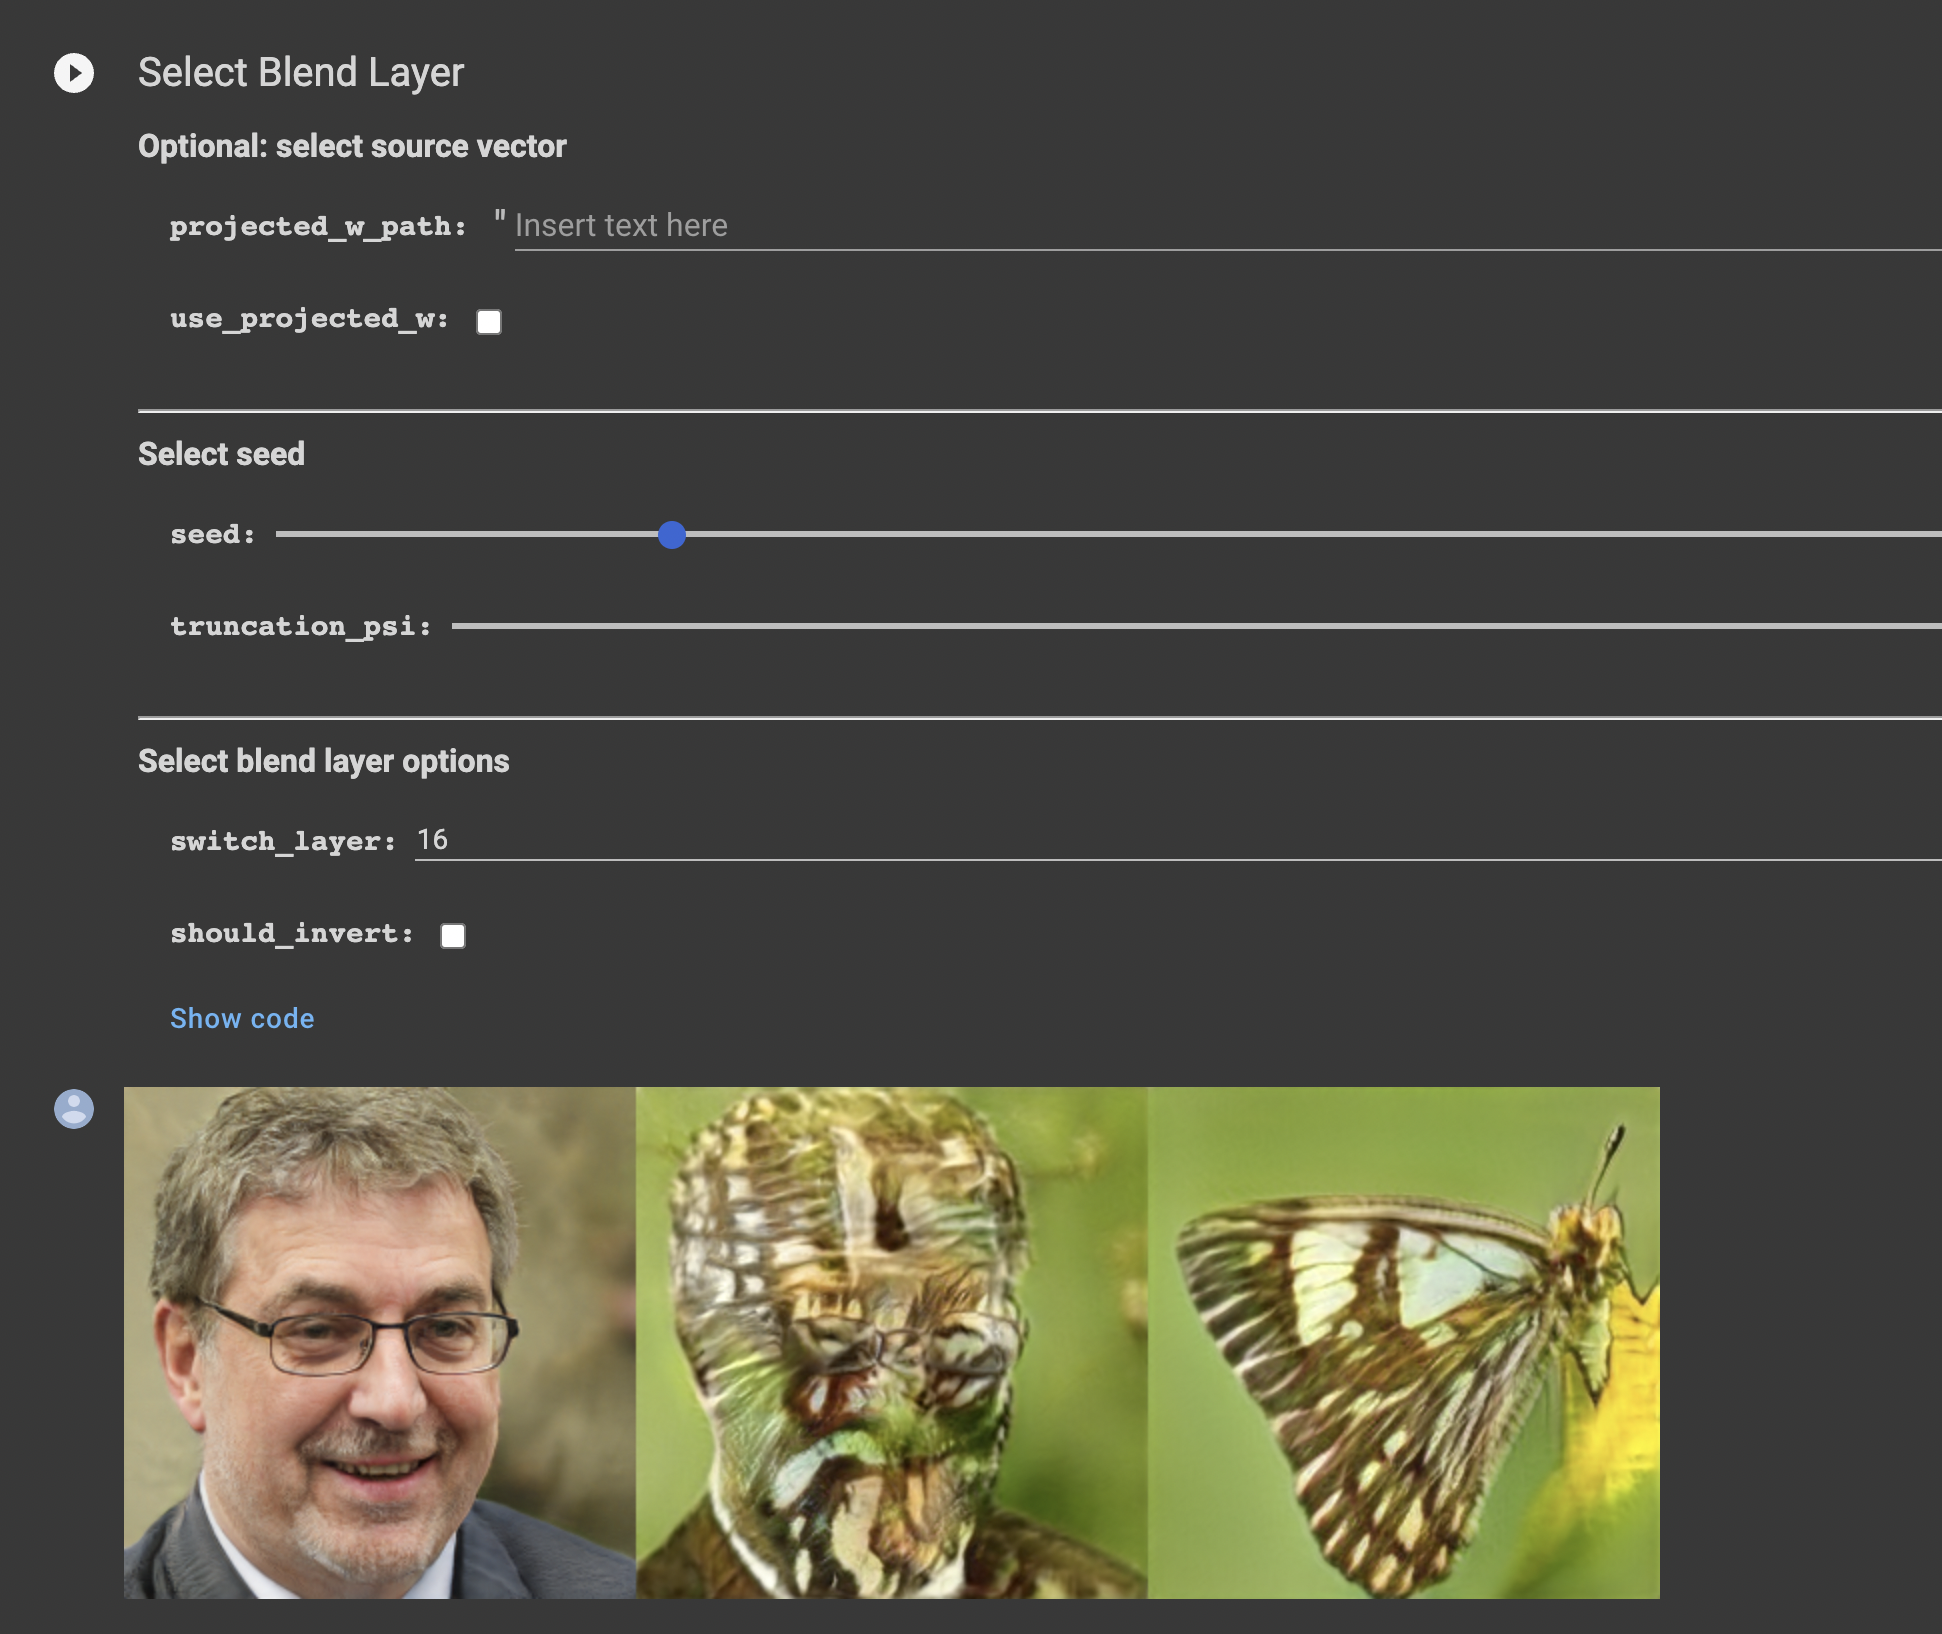 Select Blend Layer
Optional: select source vector
projected_w_path: " Insert text here
use_projected_w:
Select seed
seed:
truncation_psi:
Select blend layer options
switch_layer: 16
should_invert:
Show code